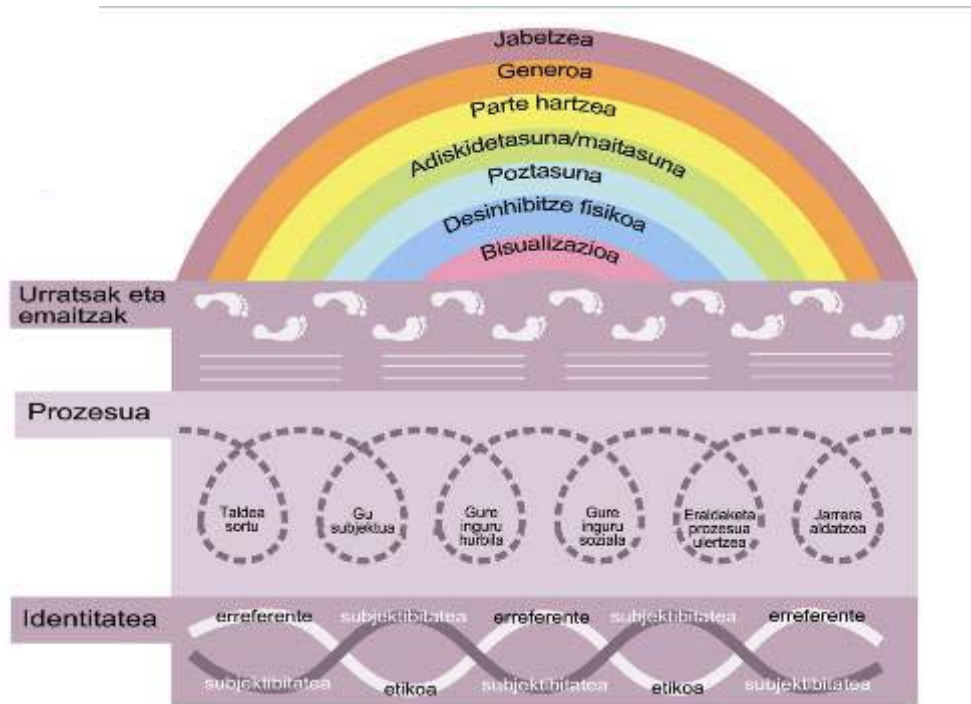 Jabetzea
Generoa
Parte hartzea
Adiskidetasuna/maitasuna
Poztasuna
Desinhibitze fisikoa
Bisualizazioa
Urratsak eta
emaitzak
Prozesua
Taldea
sortu
Gu
subjektua
Gure
inguru
hurbila
Gure
inguru
soziala
Eraldaketa
prozesua
ulertzea
Jarrera
aldatzea
Identitatea
erreferente subjektibitatea erreferente subjektibitatea erreferente
subjektibitatea etikoa subjektibitatea etikoa subjektibitatea